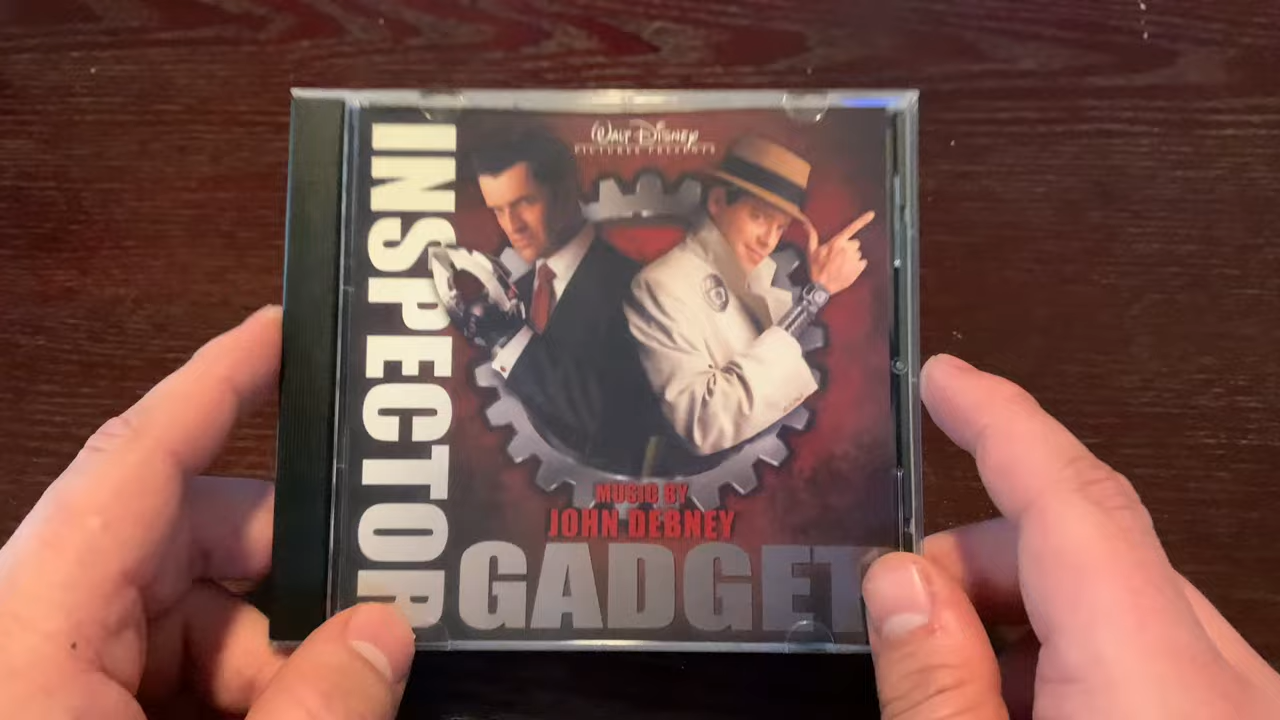 WALT DISNEY
PICTURES PRESENTS
INSPECTOR
MUSIC BY
JOHN DEBNEY
GADGET